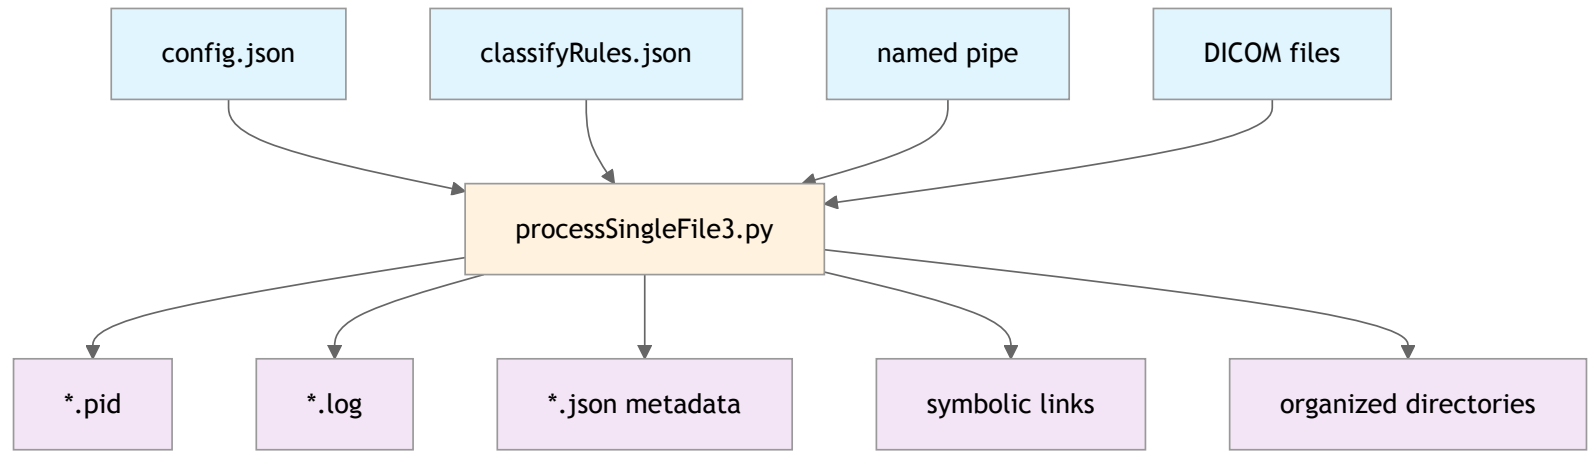 config.json
classifyRules.json
named pipe
DICOM files
processSingleFile3.py
*.pid
*.log
*.json metadata
symbolic links
organized directories